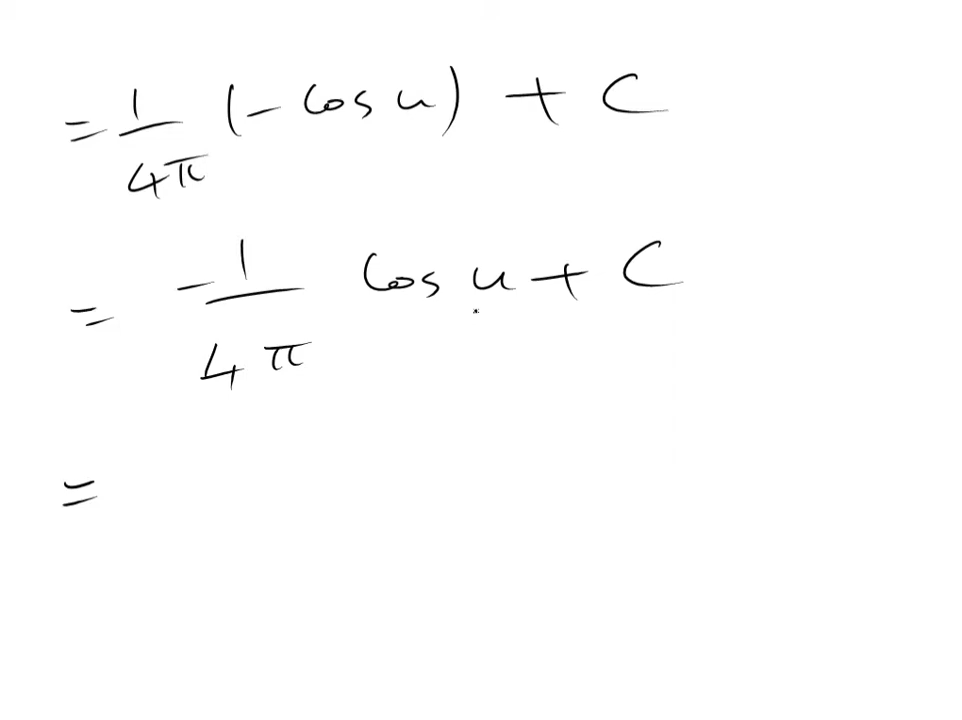 = 1/4π (- cos u) + C
= -1/4π cos u + C
=